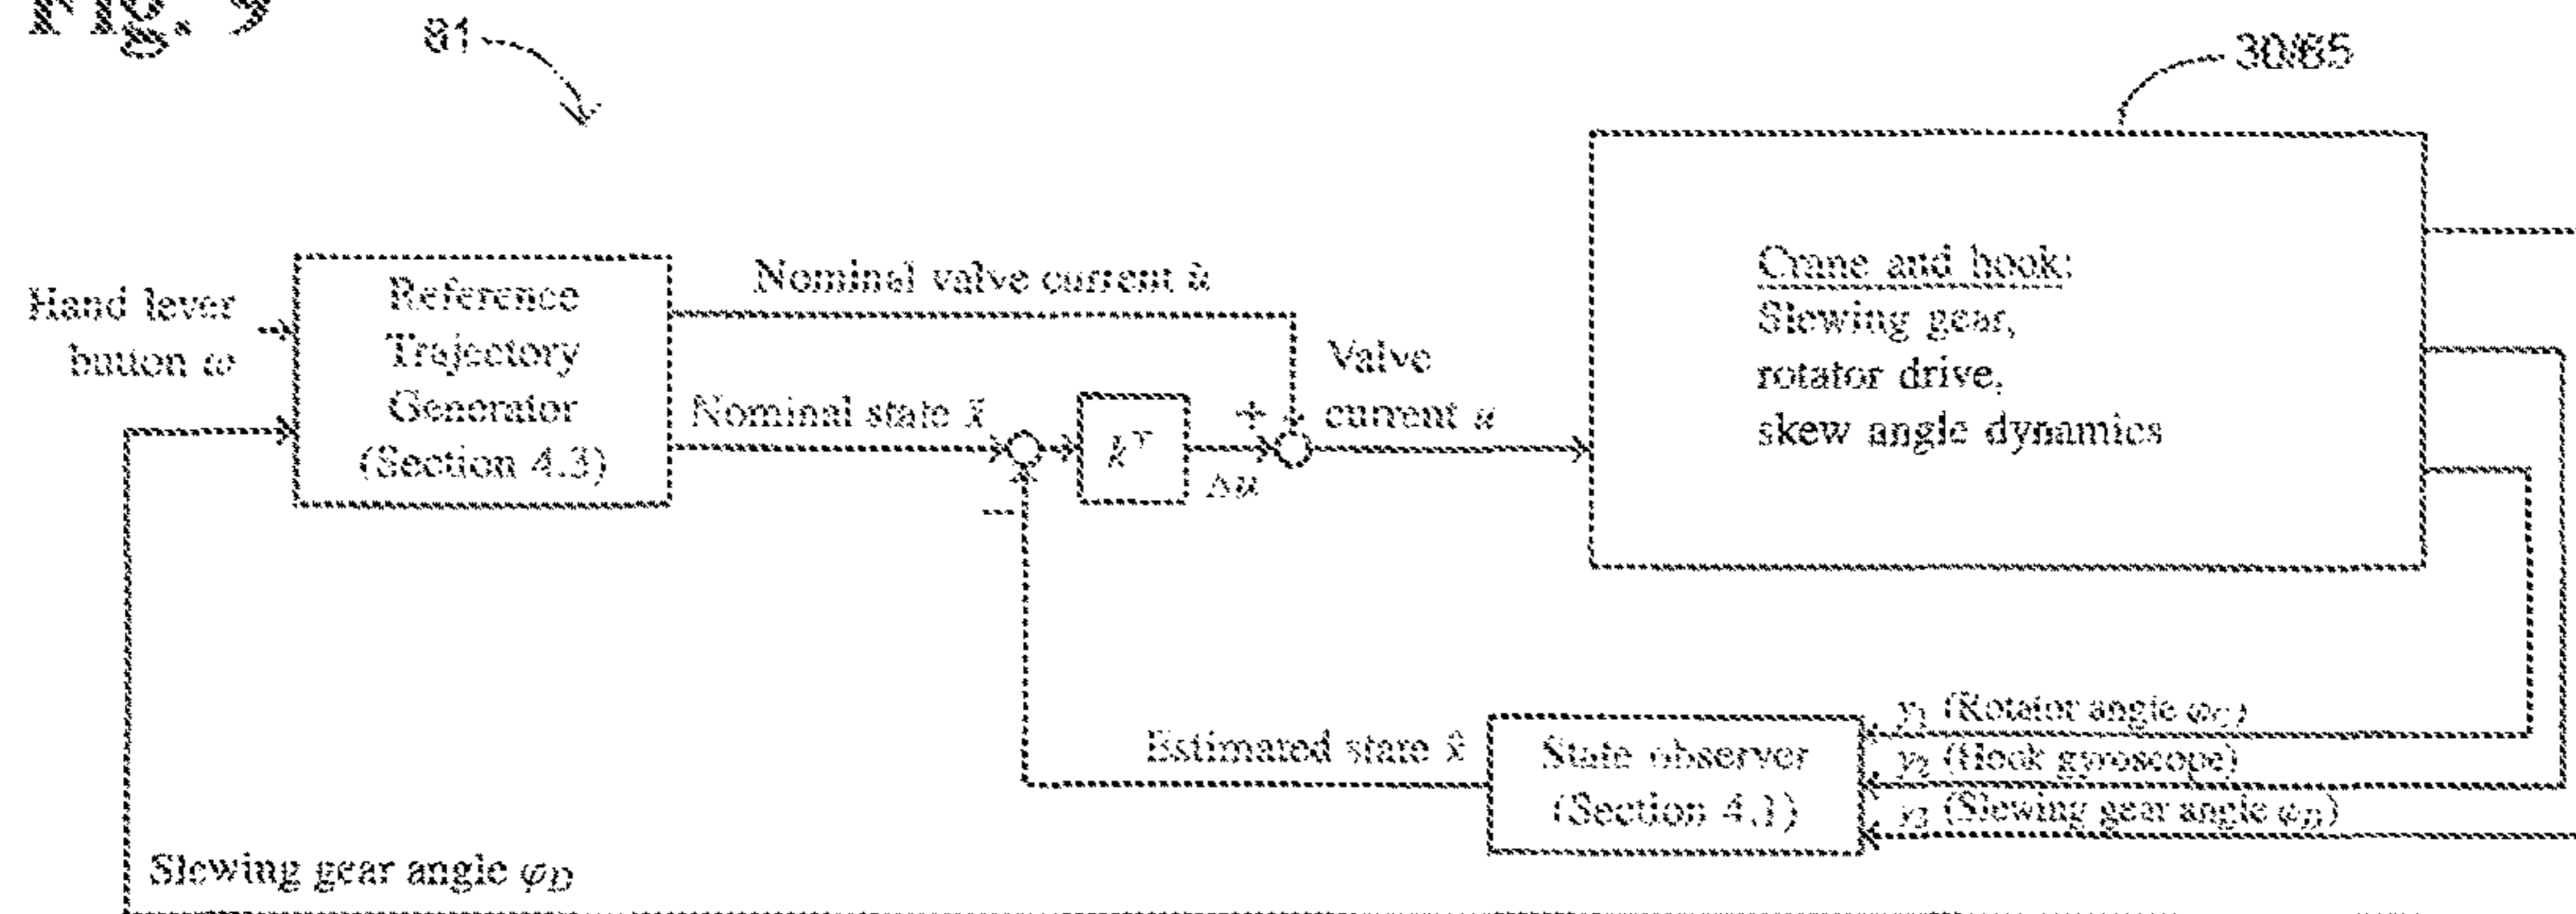 Fig. 9
81
30/65
Hand lever
button ω
Reference
Trajectory
Generator
(Section 4.3)
Nominal valve current ũ
Nominal state x̃
−
kᵀ
Δu
+
Valve
current u
Crane and hook:
Slewing gear,
rotator drive,
skew angle dynamics
Estimated state x̂
State observer
(Section 4.1)
y₁ (Rotator angle φ_C)
y₂ (Hook gyroscope)
y₃ (Slewing gear angle φ_D)
Slewing gear angle φ_D